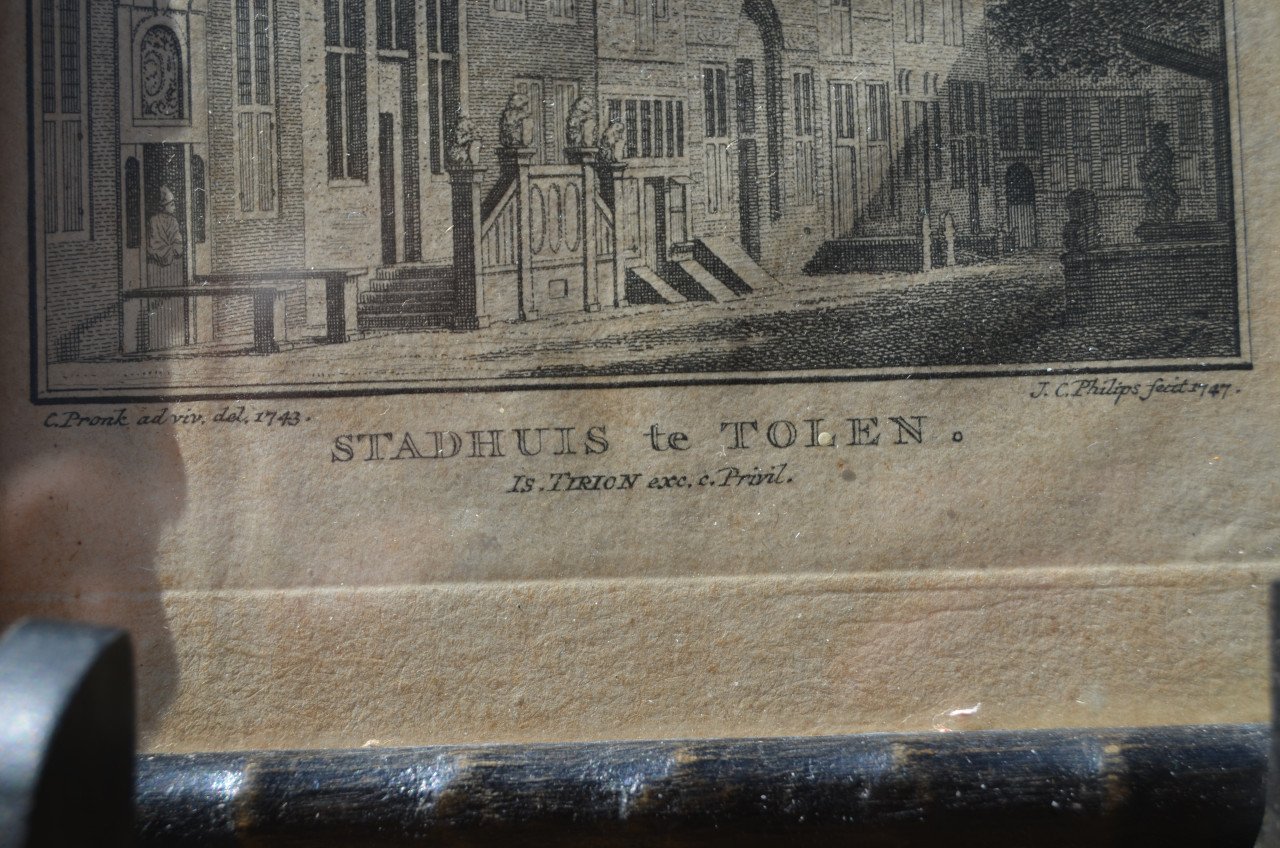 C. Pronk ad viv. del. 1743.
J. C. Philips fecit 1747.
STADHUIS te TOLEN.
Is. TIRION exc. c. Privil.